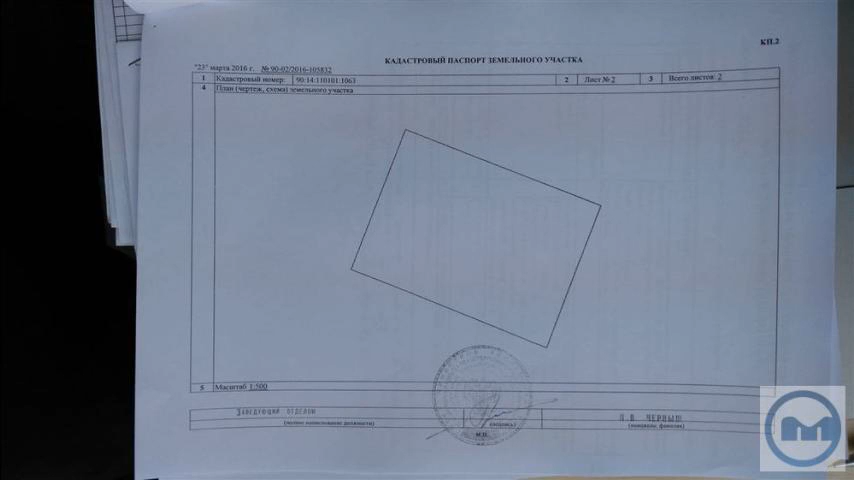 КП.2
КАДАСТРОВЫЙ ПАСПОРТ ЗЕМЕЛЬНОГО УЧАСТКА
"23" марта 2016 г. № 90-02/2016-105832
1 Кадастровый номер: 90:14:110101:1063 2 Лист № 2 3 Всего листов: 2
4 План (чертеж, схема) земельного участка
5 Масштаб 1:500
ЗАВЕДУЮЩИЙ ОТДЕЛОМ Л.В. ЧЕРНЫШ
(полное наименование должности) (подпись) (инициалы, фамилия)
М.П.